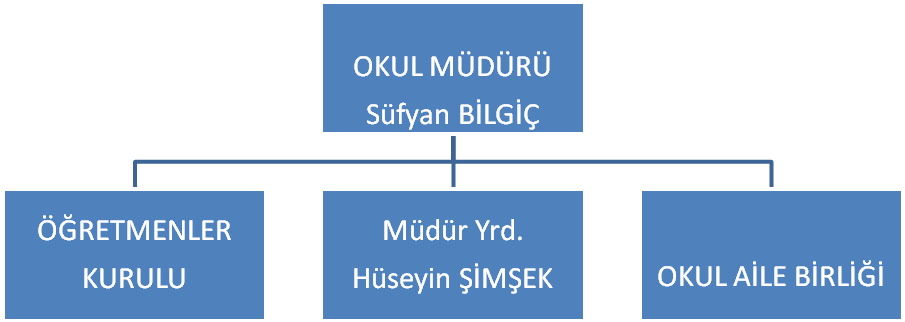 OKUL MÜDÜRÜ
Süfyan BİLGİÇ
ÖĞRETMENLER
KURULU
Müdür Yrd.
Hüseyin ŞİMŞEK
OKUL AİLE BİRLİĞİ